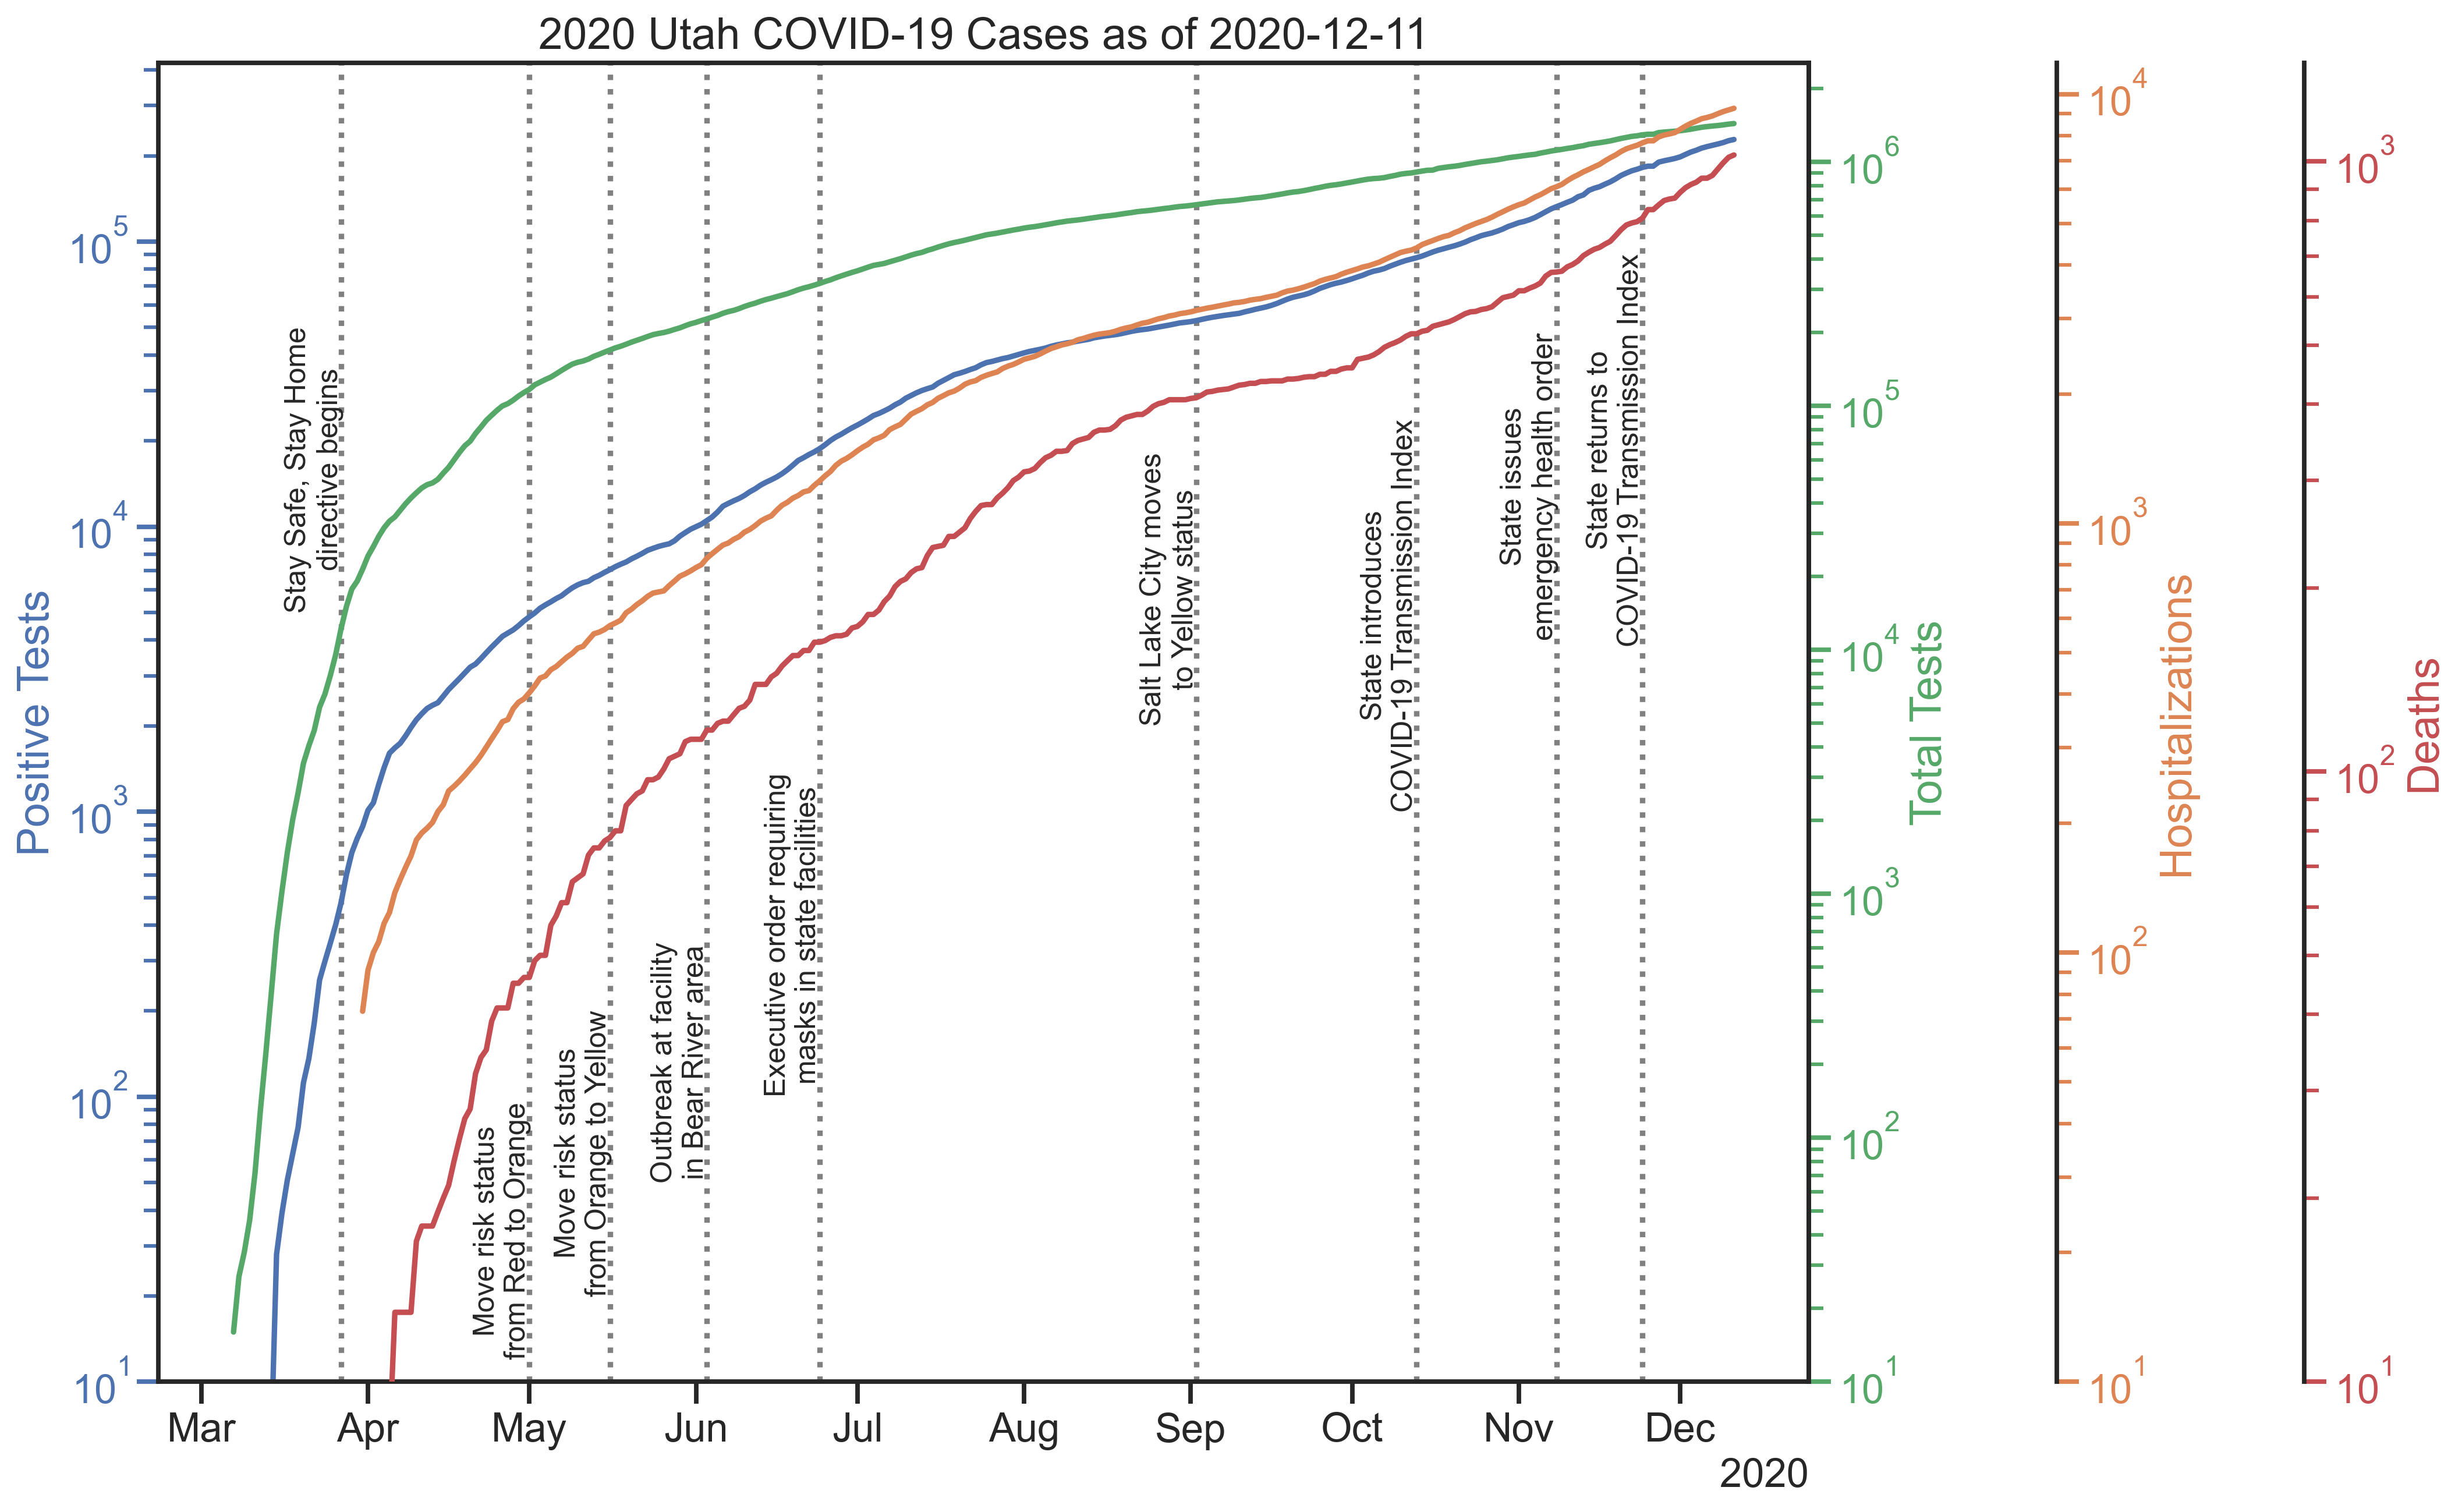 2020 Utah COVID-19 Cases as of 2020-12-11
Positive Tests
10^5
10^4
10^3
10^2
10^1
Stay Safe, Stay Home
directive begins
Move risk status
from Red to Orange
Move risk status
from Orange to Yellow
Outbreak at facility
in Bear River area
Executive order requiring
masks in state facilities
Salt Lake City moves
to Yellow status
State introduces
COVID-19 Transmission Index
State issues
emergency health order
State returns to
COVID-19 Transmission Index
Mar Apr May Jun Jul Aug Sep Oct Nov Dec
2020
10^6
10^5
10^4
10^3
10^2
10^1
Total Tests
10^4
10^3
10^2
10^1
Hospitalizations
10^3
10^2
10^1
Deaths